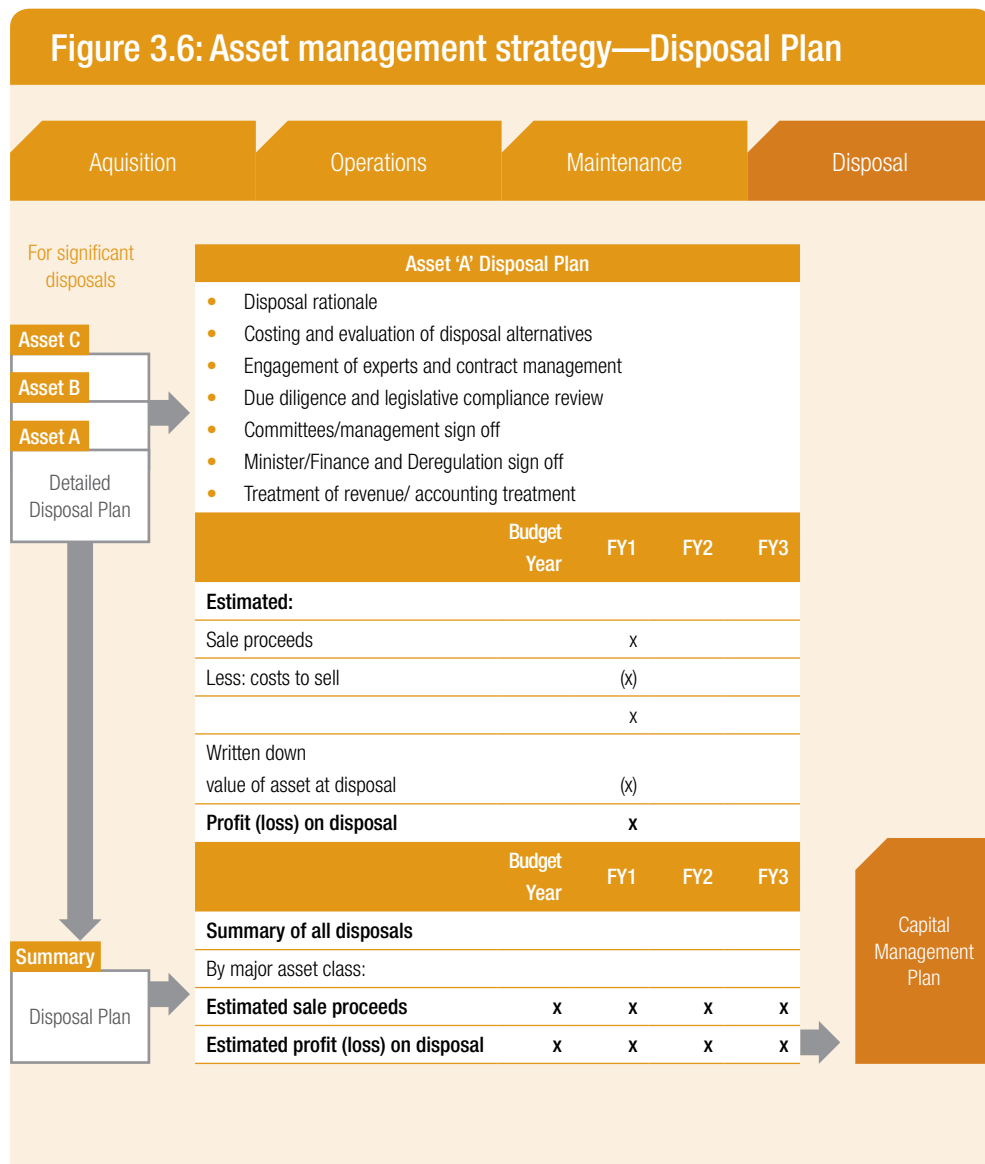 Figure 3.6: Asset management strategy—Disposal Plan
Aquisition
Operations
Maintenance
Disposal
For significant
disposals
Asset C
Asset B
Asset A
Detailed
Disposal Plan
Asset ‘A’ Disposal Plan
• Disposal rationale
• Costing and evaluation of disposal alternatives
• Engagement of experts and contract management
• Due diligence and legislative compliance review
• Committees/management sign off
• Minister/Finance and Deregulation sign off
• Treatment of revenue/ accounting treatment
Budget
Year FY1 FY2 FY3
Estimated:
Sale proceeds x
Less: costs to sell (x)
x
Written down
value of asset at disposal (x)
Profit (loss) on disposal x
Budget
Year FY1 FY2 FY3
Summary of all disposals
By major asset class:
Estimated sale proceeds x x x x
Estimated profit (loss) on disposal x x x x
Summary
Disposal Plan
Capital
Management
Plan